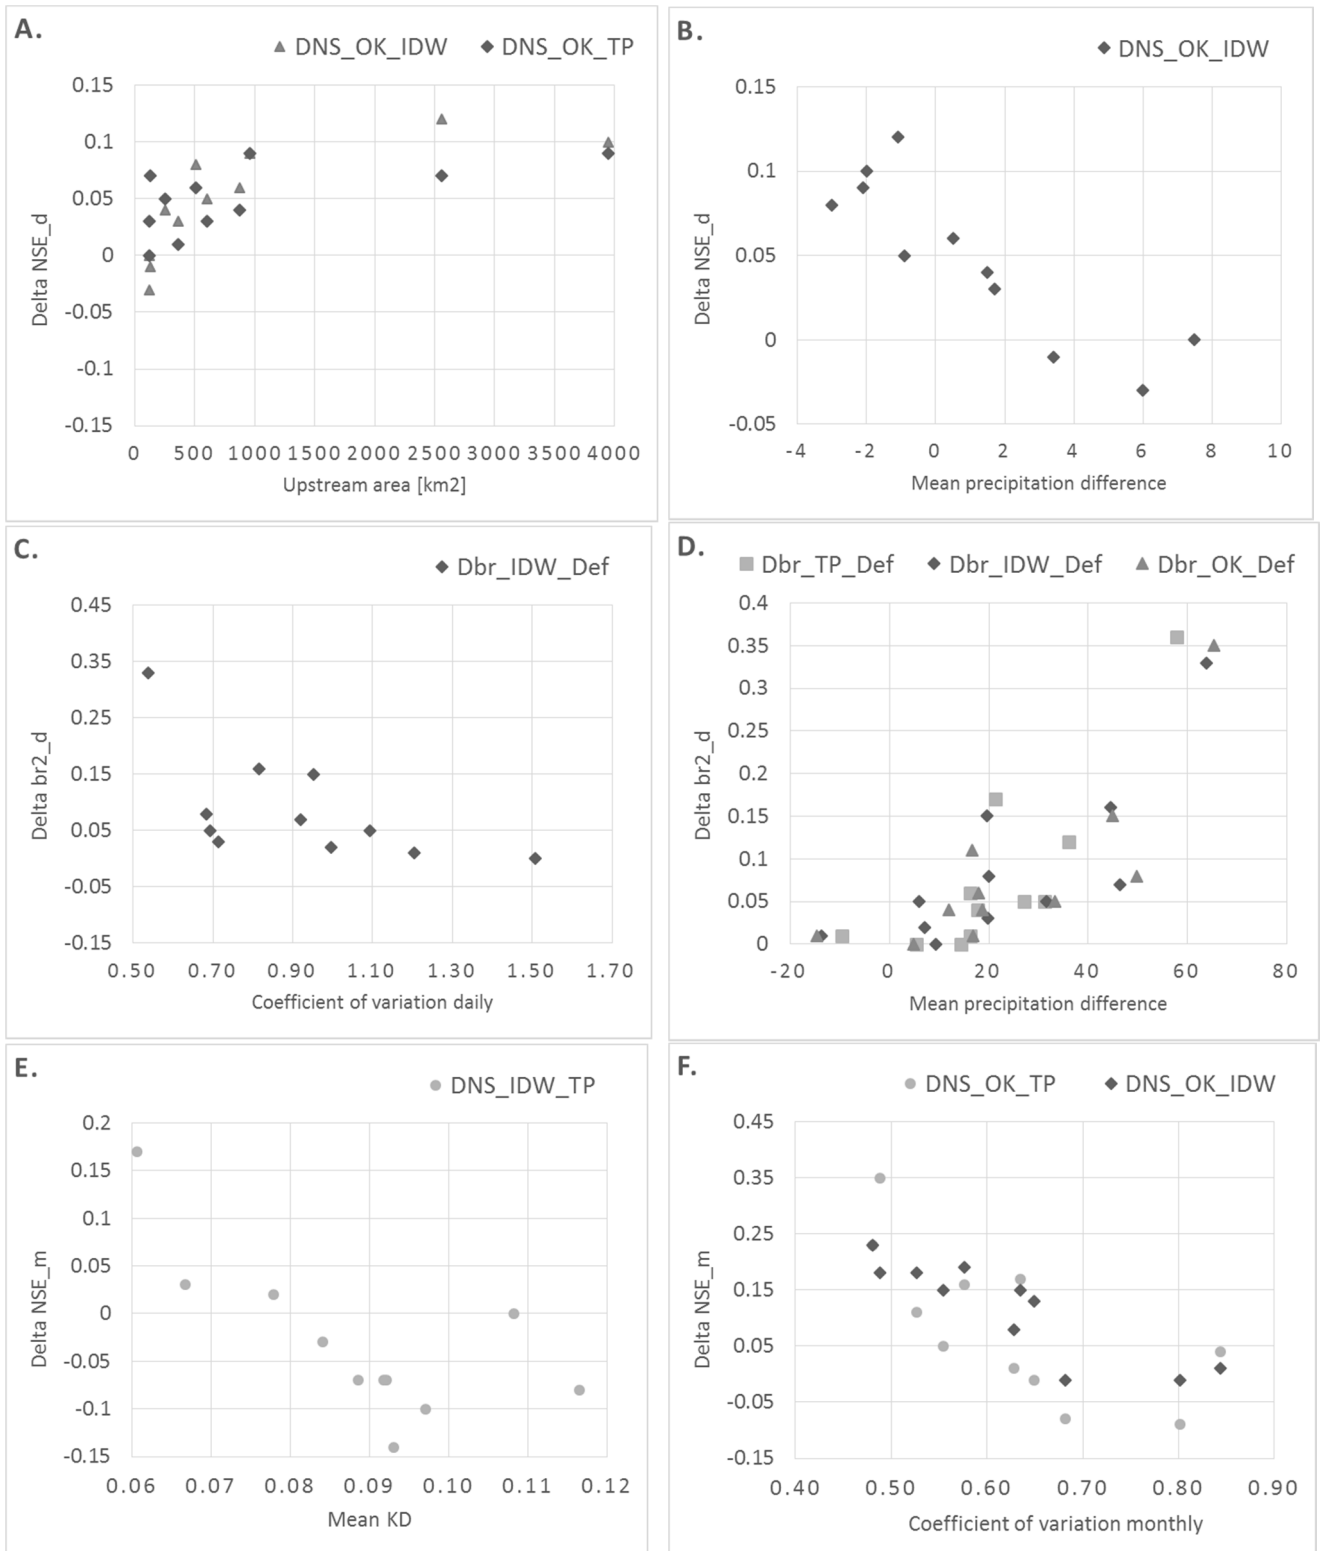 A.
DNS_OK_IDW DNS_OK_TP
0.15
0.1
0.05
0
-0.05
-0.1
-0.15
Delta NSE_d
0 500 1000 1500 2000 2500 3000 3500 4000
Upstream area [km2]
B.
DNS_OK_IDW
0.15
0.1
0.05
0
-0.05
Delta NSE_d
-4 -2 0 2 4 6 8 10
Mean precipitation difference
C.
Dbr_IDW_Def
0.45
0.35
0.25
0.15
0.05
-0.05
-0.15
Delta br2_d
0.50 0.70 0.90 1.10 1.30 1.50 1.70
Coefficient of variation daily
D.
Dbr_TP_Def Dbr_IDW_Def Dbr_OK_Def
0.4
0.35
0.3
0.25
0.2
0.15
0.1
0.05
0
Delta br2_d
-20 0 20 40 60 80
Mean precipitation difference
E.
DNS_IDW_TP
0.2
0.15
0.1
0.05
0
-0.05
-0.1
-0.15
Delta NSE_m
0.06 0.07 0.08 0.09 0.10 0.11 0.12
Mean KD
F.
DNS_OK_TP DNS_OK_IDW
0.45
0.35
0.25
0.15
0.05
-0.05
-0.15
Delta NSE_m
0.40 0.50 0.60 0.70 0.80 0.90
Coefficient of variation monthly